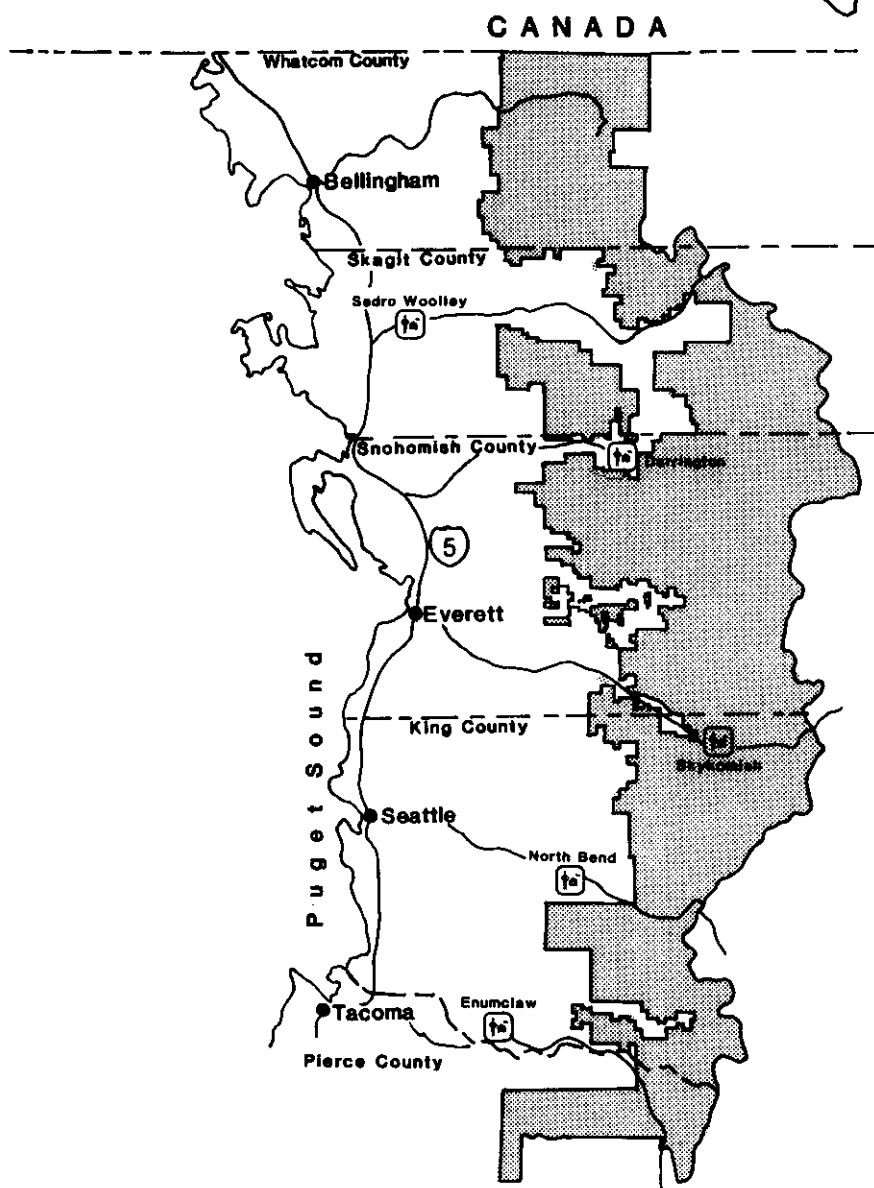 CANADA
Whatcom County
Bellingham
Skagit County
Sedro Woolley
Snohomish County
Darrington
5
Everett
Puget Sound
King County
Skykomish
Seattle
North Bend
Enumclaw
Tacoma
Pierce County